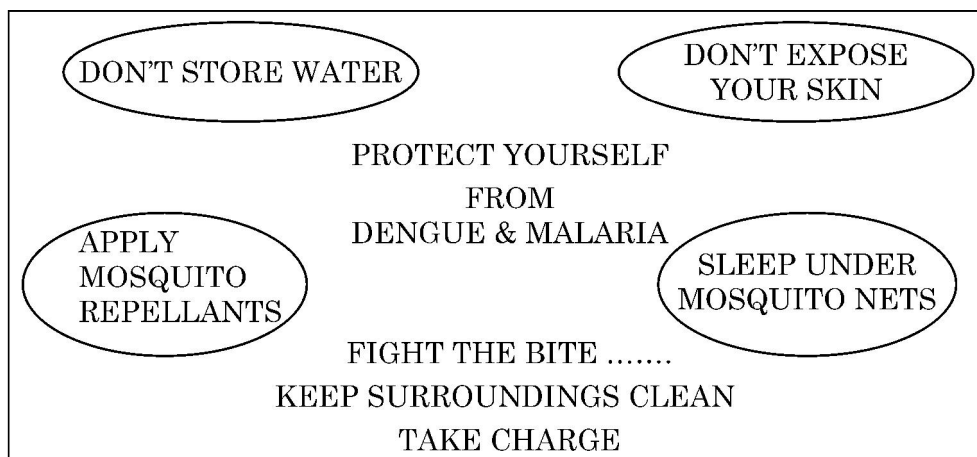 DON'T STORE WATER
DON'T EXPOSE
YOUR SKIN
PROTECT YOURSELF
FROM
DENGUE & MALARIA
APPLY
MOSQUITO
REPELLANTS
SLEEP UNDER
MOSQUITO NETS
FIGHT THE BITE .......
KEEP SURROUNDINGS CLEAN
TAKE CHARGE